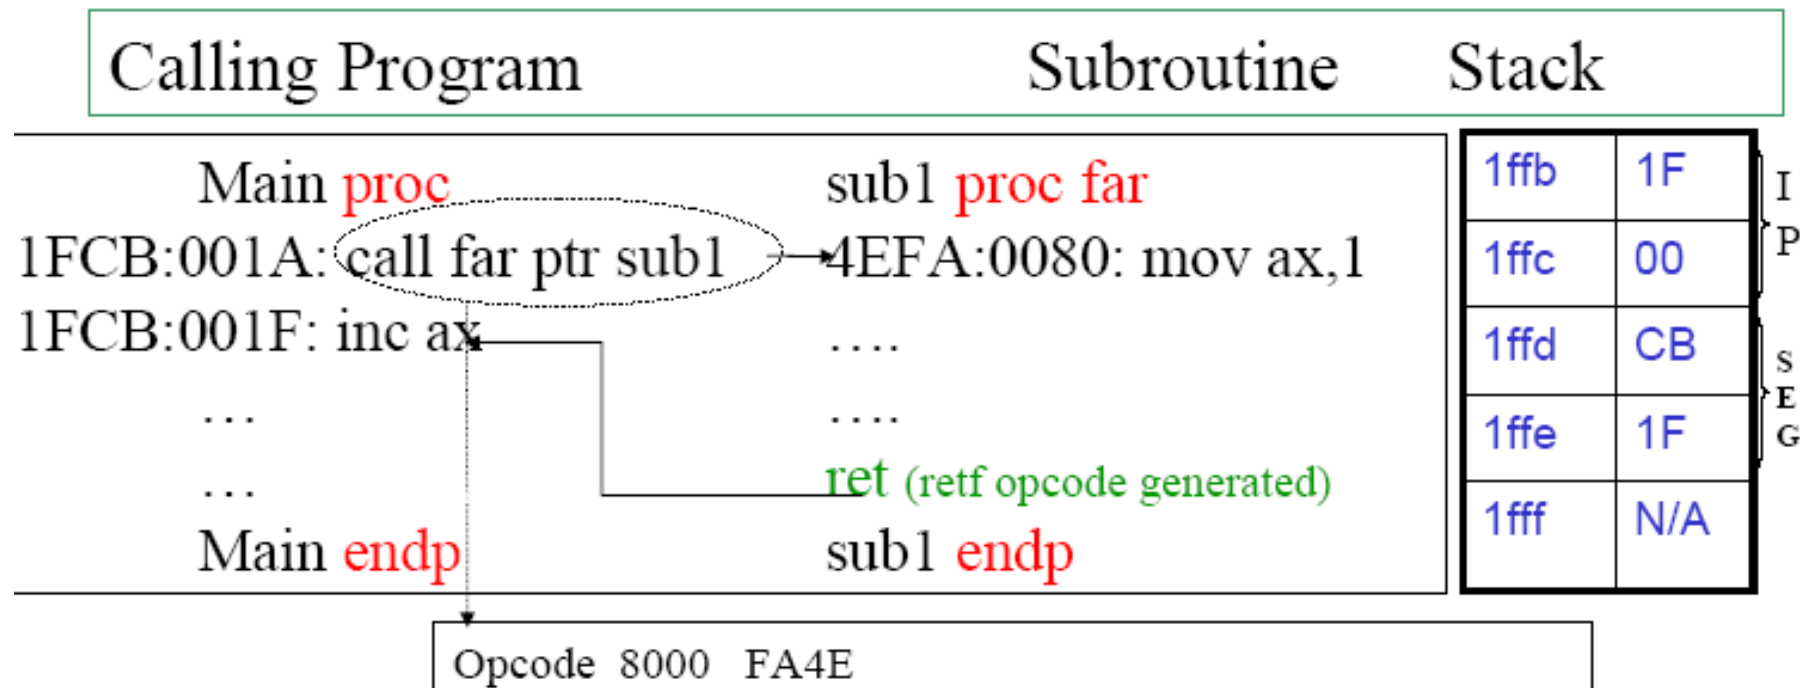 Calling Program Subroutine Stack
Main proc
1FCB:001A: call far ptr sub1
1FCB:001F: inc ax
...
...
Main endp
sub1 proc far
4EFA:0080: mov ax,1
....
....
ret (retf opcode generated)
sub1 endp
1ffb 1F
1ffc 00
1ffd CB
1ffe 1F
1fff N/A
I
P
S
E
G
Opcode 8000 FA4E